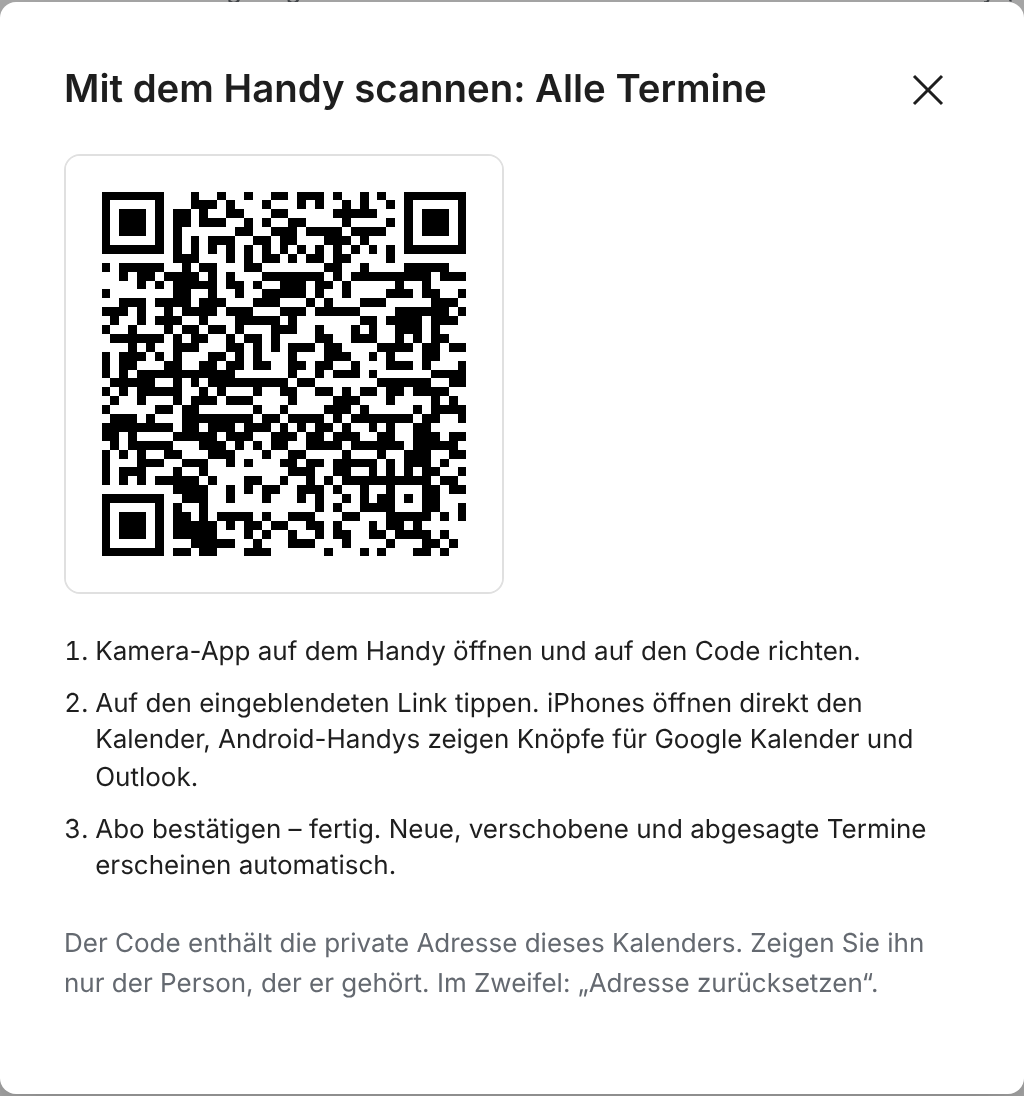 Mit dem Handy scannen: Alle Termine
1. Kamera-App auf dem Handy öffnen und auf den Code richten.
2. Auf den eingeblendeten Link tippen. iPhones öffnen direkt den
Kalender, Android-Handys zeigen Knöpfe für Google Kalender und
Outlook.
3. Abo bestätigen – fertig. Neue, verschobene und abgesagte Termine
erscheinen automatisch.
Der Code enthält die private Adresse dieses Kalenders. Zeigen Sie ihn
nur der Person, der er gehört. Im Zweifel: „Adresse zurücksetzen“.